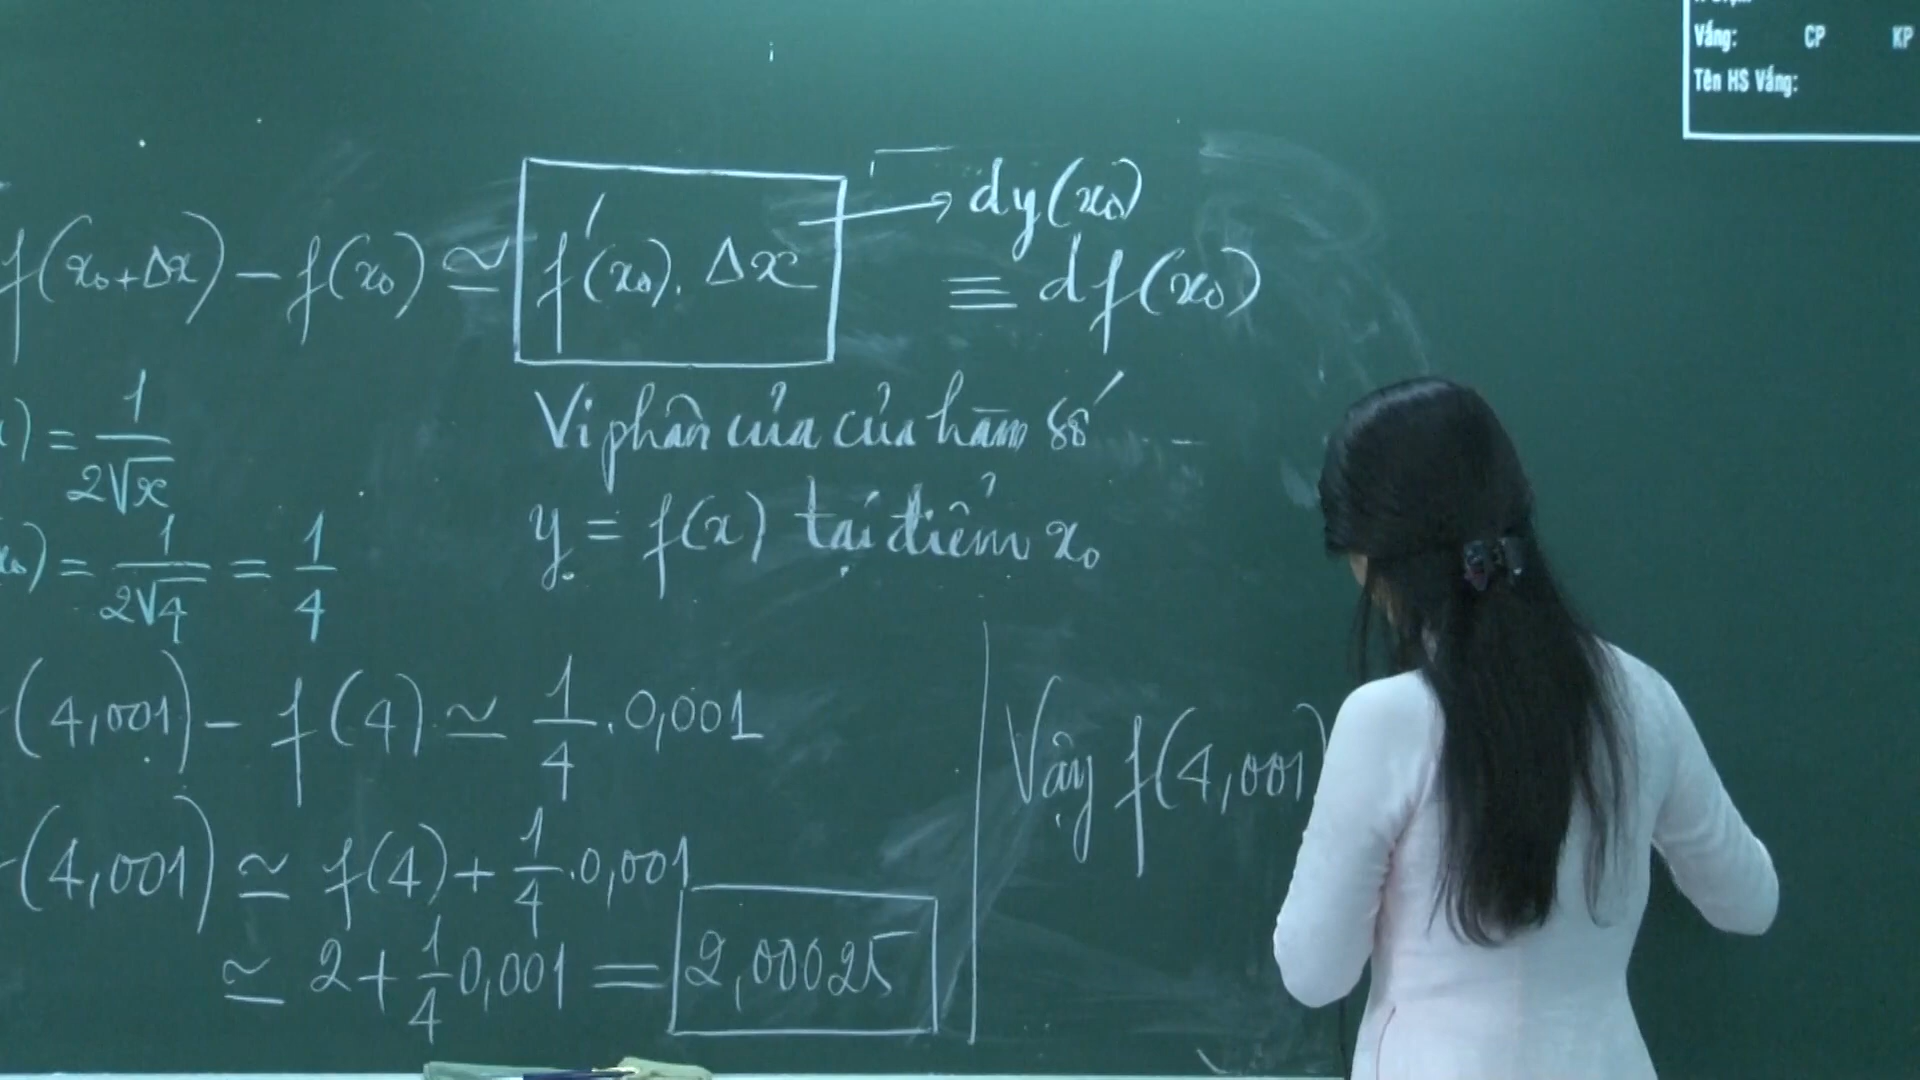 Vắng: CP KP
Tên HS Vắng:
f(x₀+Δx) − f(x₀) ≃ f'(x₀). Δx → dy(x₀)
≡ df(x₀)
) = 1/(2√x)
Vi phân của của hàm số
y = f(x) tại điểm x₀
x₀) = 1/(2√4) = 1/4
(4,001) − f(4) ≃ 1/4 . 0,001
(4,001) ≃ f(4) + 1/4 .0,001
≃ 2 + 1/4 0,001 = 2,00025
Vậy f(4,001)